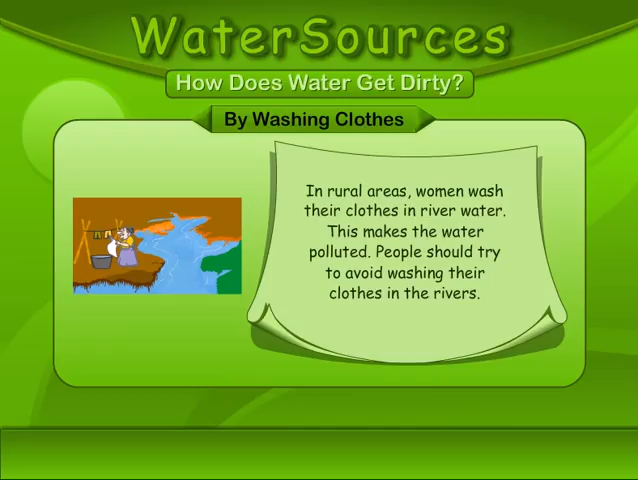 WaterSources
How Does Water Get Dirty?
By Washing Clothes
In rural areas, women wash
their clothes in river water.
This makes the water
polluted. People should try
to avoid washing their
clothes in the rivers.